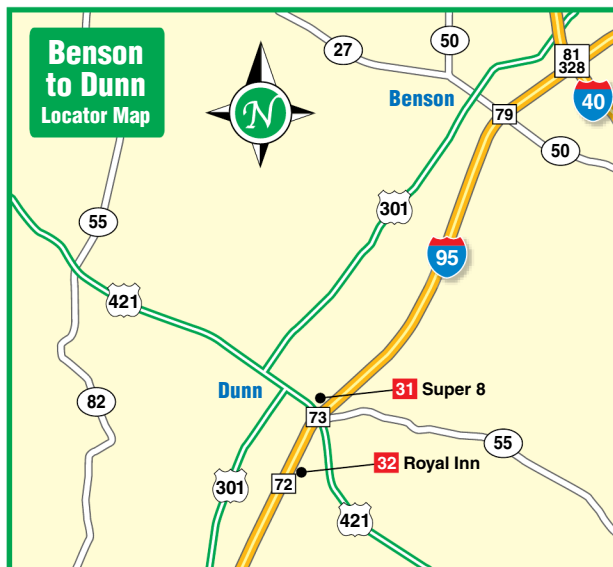 Benson
to Dunn
Locator Map
N
27
50
81
328
40
Benson
79
50
301
95
55
421
82
Dunn
31 Super 8
73
55
32 Royal Inn
72
301
421